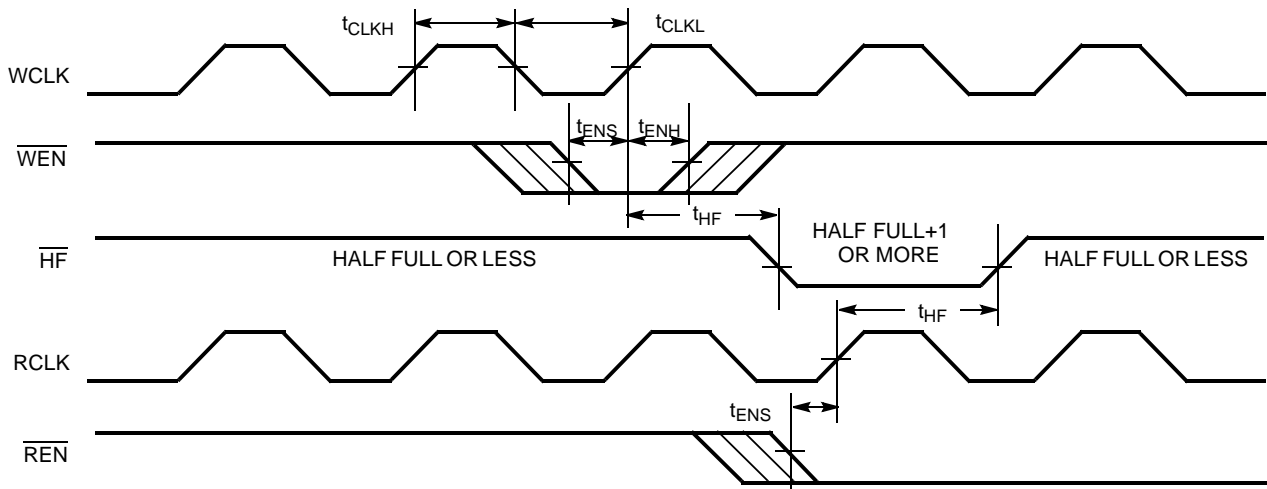 tCLKH
tCLKL
WCLK
tENS
tENH
WEN
tHF
HALF FULL+1
OR MORE
HF
HALF FULL OR LESS
HALF FULL OR LESS
tHF
RCLK
tENS
REN